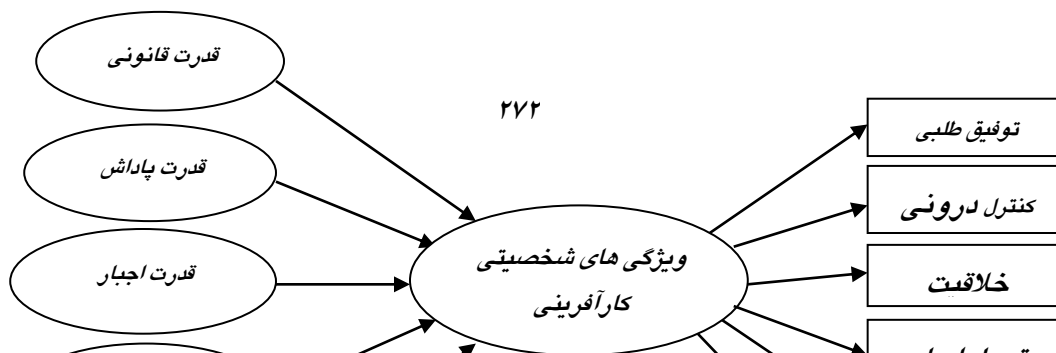 قدرت قانونی
۲۷۲
توفیق طلبی
قدرت پاداش
کنترل درونی
ویژگی های شخصیتی
کارآفرینی
قدرت اجبار
خلاقیت